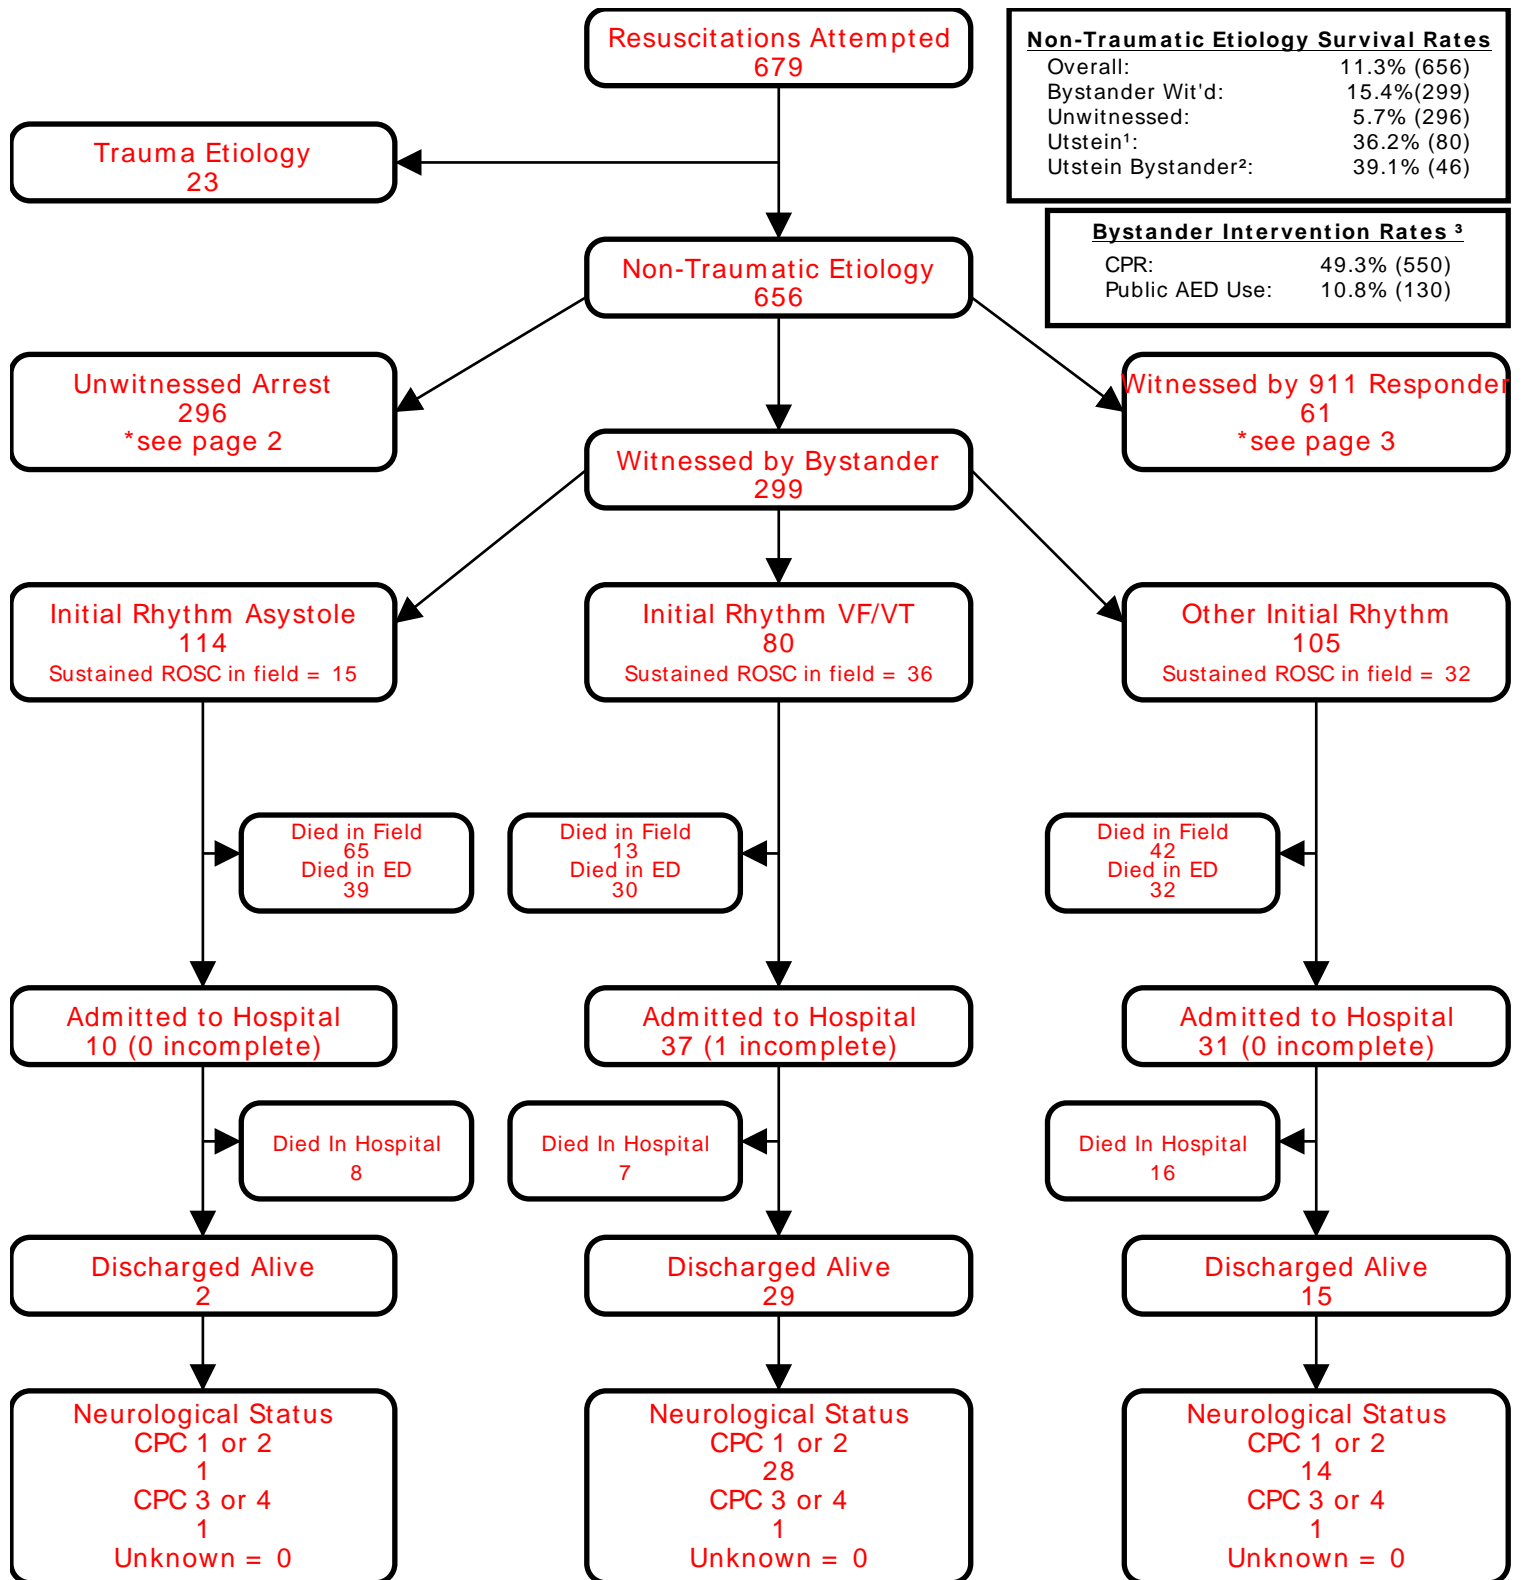 Resuscitations Attempted
679
Non-Traumatic Etiology Survival Rates
Overall: 11.3% (656)
Bystander Wit'd: 15.4%(299)
Unwitnessed: 5.7% (296)
Utstein¹: 36.2% (80)
Utstein Bystander²: 39.1% (46)
Trauma Etiology
23
Bystander Intervention Rates ³
CPR: 49.3% (550)
Public AED Use: 10.8% (130)
Non-Traumatic Etiology
656
Unwitnessed Arrest
296
*see page 2
Witnessed by 911 Responder
61
*see page 3
Witnessed by Bystander
299
Initial Rhythm Asystole
114
Sustained ROSC in field = 15
Initial Rhythm VF/VT
80
Sustained ROSC in field = 36
Other Initial Rhythm
105
Sustained ROSC in field = 32
Died in Field
65
Died in ED
39
Died in Field
13
Died in ED
30
Died in Field
42
Died in ED
32
Admitted to Hospital
10 (0 incomplete)
Admitted to Hospital
37 (1 incomplete)
Admitted to Hospital
31 (0 incomplete)
Died In Hospital
8
Died In Hospital
7
Died In Hospital
16
Discharged Alive
2
Discharged Alive
29
Discharged Alive
15
Neurological Status
CPC 1 or 2
1
CPC 3 or 4
1
Unknown = 0
Neurological Status
CPC 1 or 2
28
CPC 3 or 4
1
Unknown = 0
Neurological Status
CPC 1 or 2
14
CPC 3 or 4
1
Unknown = 0